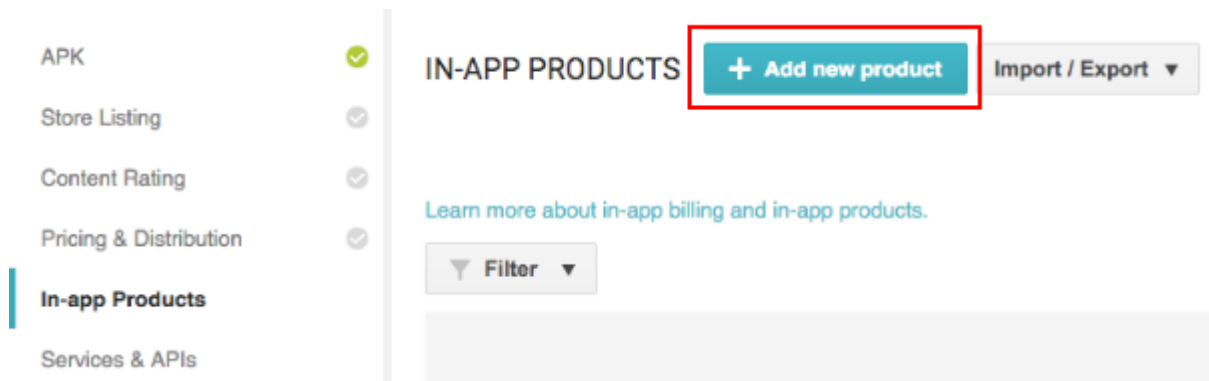 APK
Store Listing
Content Rating
Pricing & Distribution
In-app Products
Services & APIs
IN-APP PRODUCTS
+ Add new product
Import / Export
Learn more about in-app billing and in-app products.
Filter